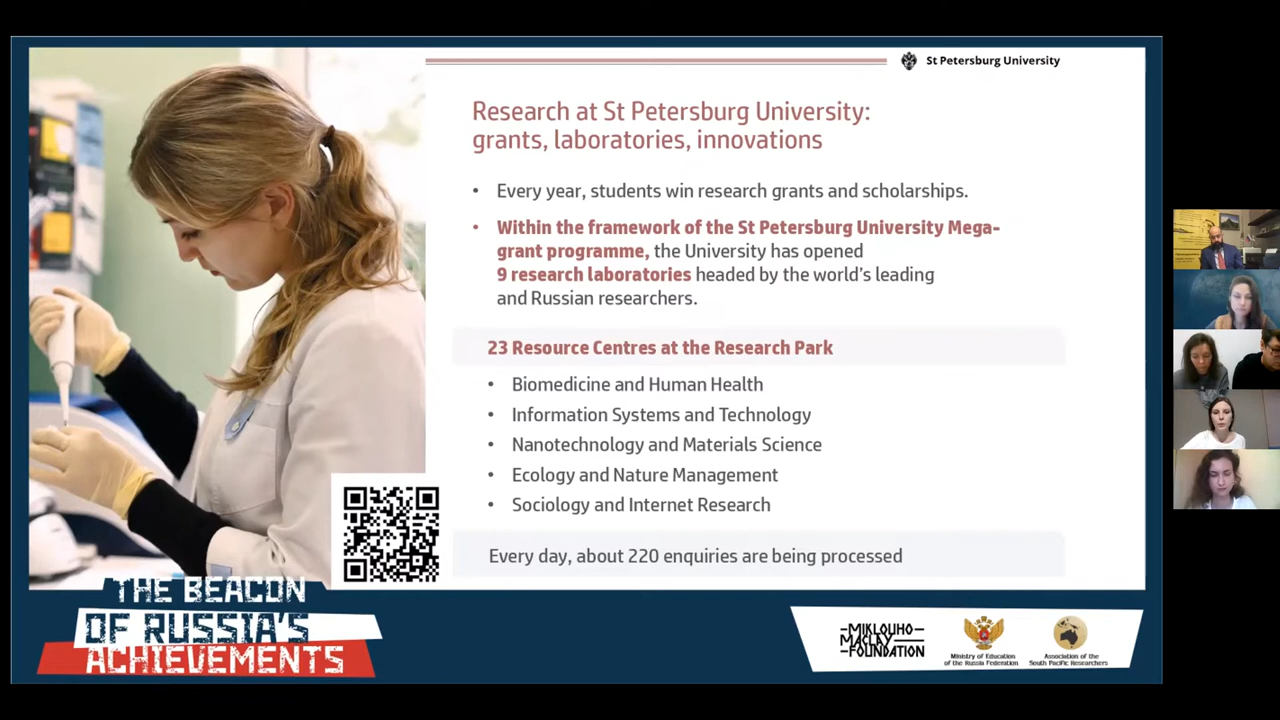 St Petersburg University
Research at St Petersburg University:
grants, laboratories, innovations
• Every year, students win research grants and scholarships.
• Within the framework of the St Petersburg University Mega-
grant programme, the University has opened
9 research laboratories headed by the world's leading
and Russian researchers.
23 Resource Centres at the Research Park
• Biomedicine and Human Health
• Information Systems and Technology
• Nanotechnology and Materials Science
• Ecology and Nature Management
• Sociology and Internet Research
Every day, about 220 enquiries are being processed
THE BEACON
OF RUSSIA'S
ACHIEVEMENTS
MIKLOUHO
MACLAY
FOUNDATION
Ministry of Education
of the Russia Federation
Association of the
South Pacific Researchers